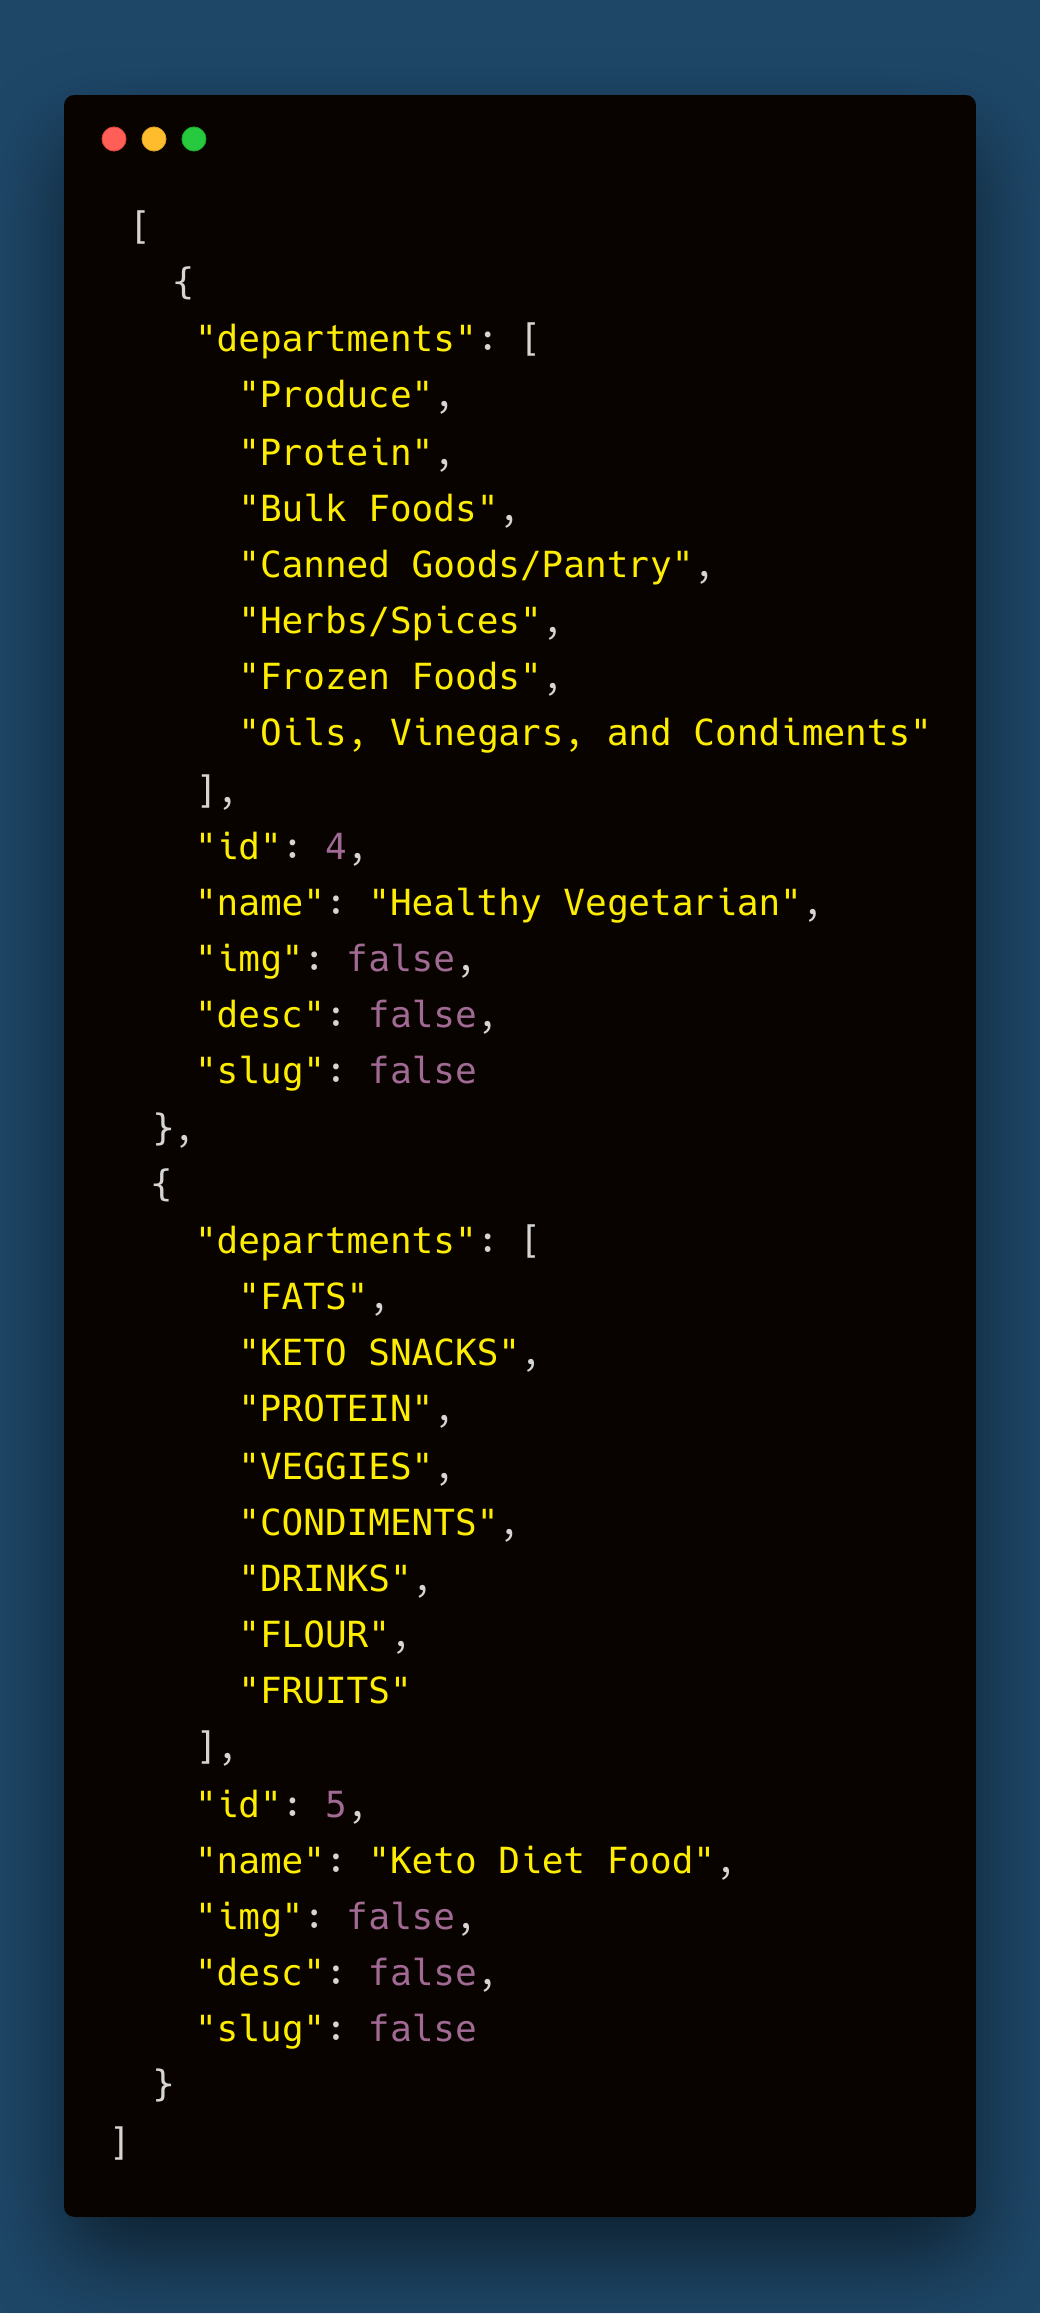 [
{
"departments": [
"Produce",
"Protein",
"Bulk Foods",
"Canned Goods/Pantry",
"Herbs/Spices",
"Frozen Foods",
"Oils, Vinegars, and Condiments"
],
"id": 4,
"name": "Healthy Vegetarian",
"img": false,
"desc": false,
"slug": false
},
{
"departments": [
"FATS",
"KETO SNACKS",
"PROTEIN",
"VEGGIES",
"CONDIMENTS",
"DRINKS",
"FLOUR",
"FRUITS"
],
"id": 5,
"name": "Keto Diet Food",
"img": false,
"desc": false,
"slug": false
}
]